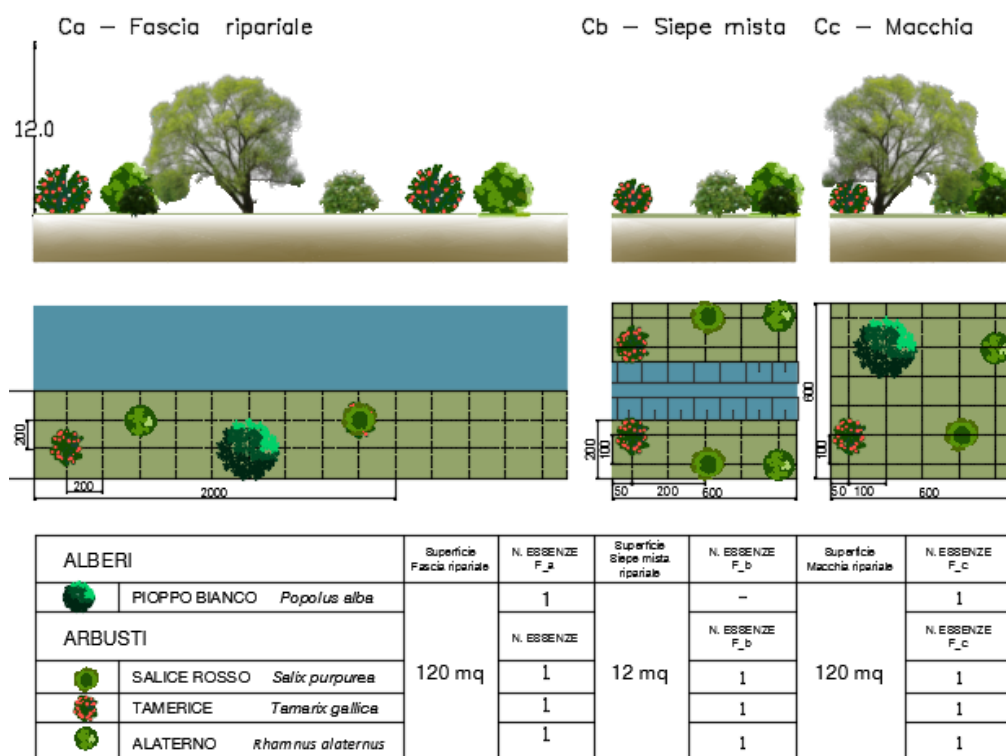 Ca – Fascia ripariale
Cb – Siepe mista
Cc – Macchia
12.0
200
200
2000
200
100
50
200
600
600
100
50
100
600
ALBERI
Superficie
Fascia ripariale
N. ESSENZE
F_a
Superficie
Siepe mista
ripariale
N. ESSENZE
F_b
Superficie
Macchia ripariale
N. ESSENZE
F_c
PIOPPO BIANCO Popolus alba
1
–
1
ARBUSTI
N. ESSENZE
N. ESSENZE
F_b
N. ESSENZE
F_c
120 mq
12 mq
120 mq
SALICE ROSSO Salix purpurea
1
1
1
TAMERICE Tamarix gallica
1
1
1
ALATERNO Rhamnus alaternus
1
1
1